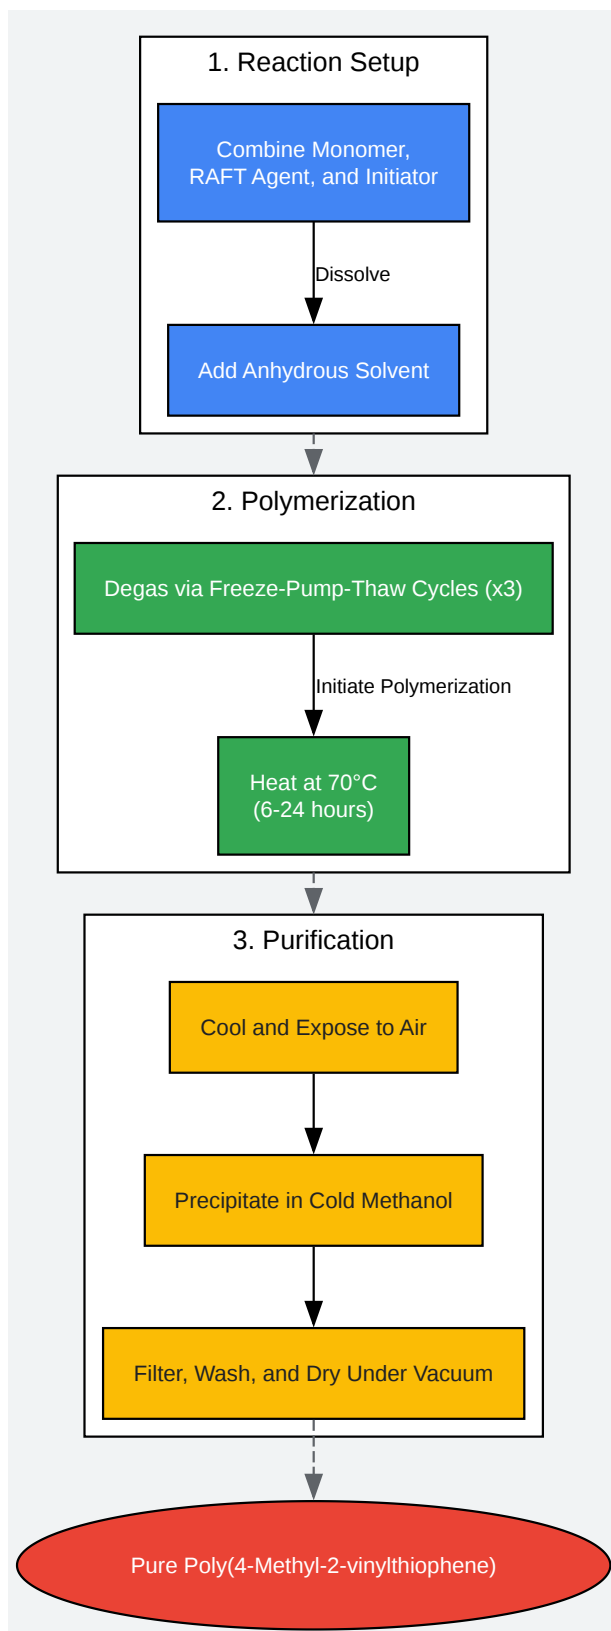 1. Reaction Setup
Combine Monomer,
RAFT Agent, and Initiator
Dissolve
Add Anhydrous Solvent
2. Polymerization
Degas via Freeze-Pump-Thaw Cycles (x3)
Initiate Polymerization
Heat at 70°C
(6-24 hours)
3. Purification
Cool and Expose to Air
Precipitate in Cold Methanol
Filter, Wash, and Dry Under Vacuum
Pure Poly(4-Methyl-2-vinylthiophene)